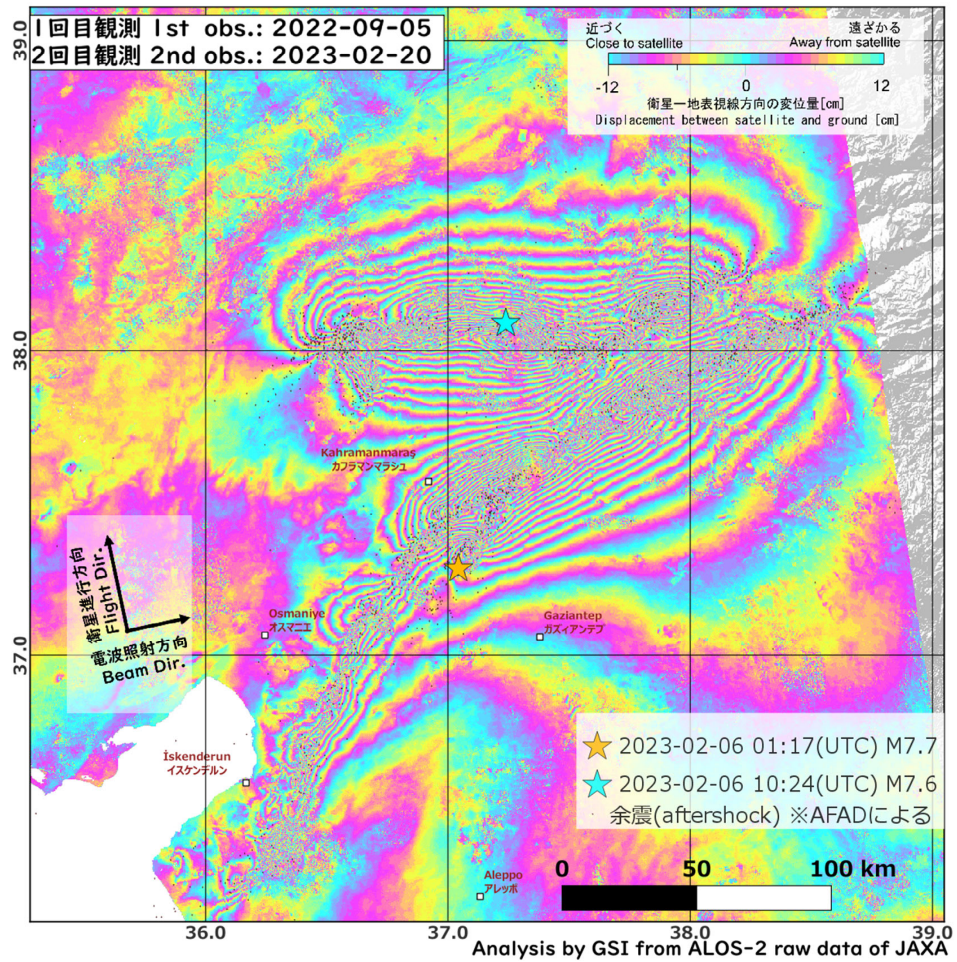 1回目観測 1st obs.: 2022-09-05
2回目観測 2nd obs.: 2023-02-20
近づく 遠ざかる
Close to satellite Away from satellite
-12 0 12
衛星ー地表視線方向の変位量[cm]
Displacement between satellite and ground [cm]
39.0
38.0
37.0
Kahramanmaraş
カフラマンマラシュ
衛星進行方向
Flight Dir.
電波照射方向
Beam Dir.
Osmaniye
オスマニエ
Gaziantep
ガズィアンテプ
İskenderun
イスケンデルン
Aleppo
アレッポ
2023-02-06 01:17(UTC) M7.7
2023-02-06 10:24(UTC) M7.6
余震(aftershock) ※AFADによる
0 50 100 km
36.0 37.0 38.0 39.0
Analysis by GSI from ALOS-2 raw data of JAXA